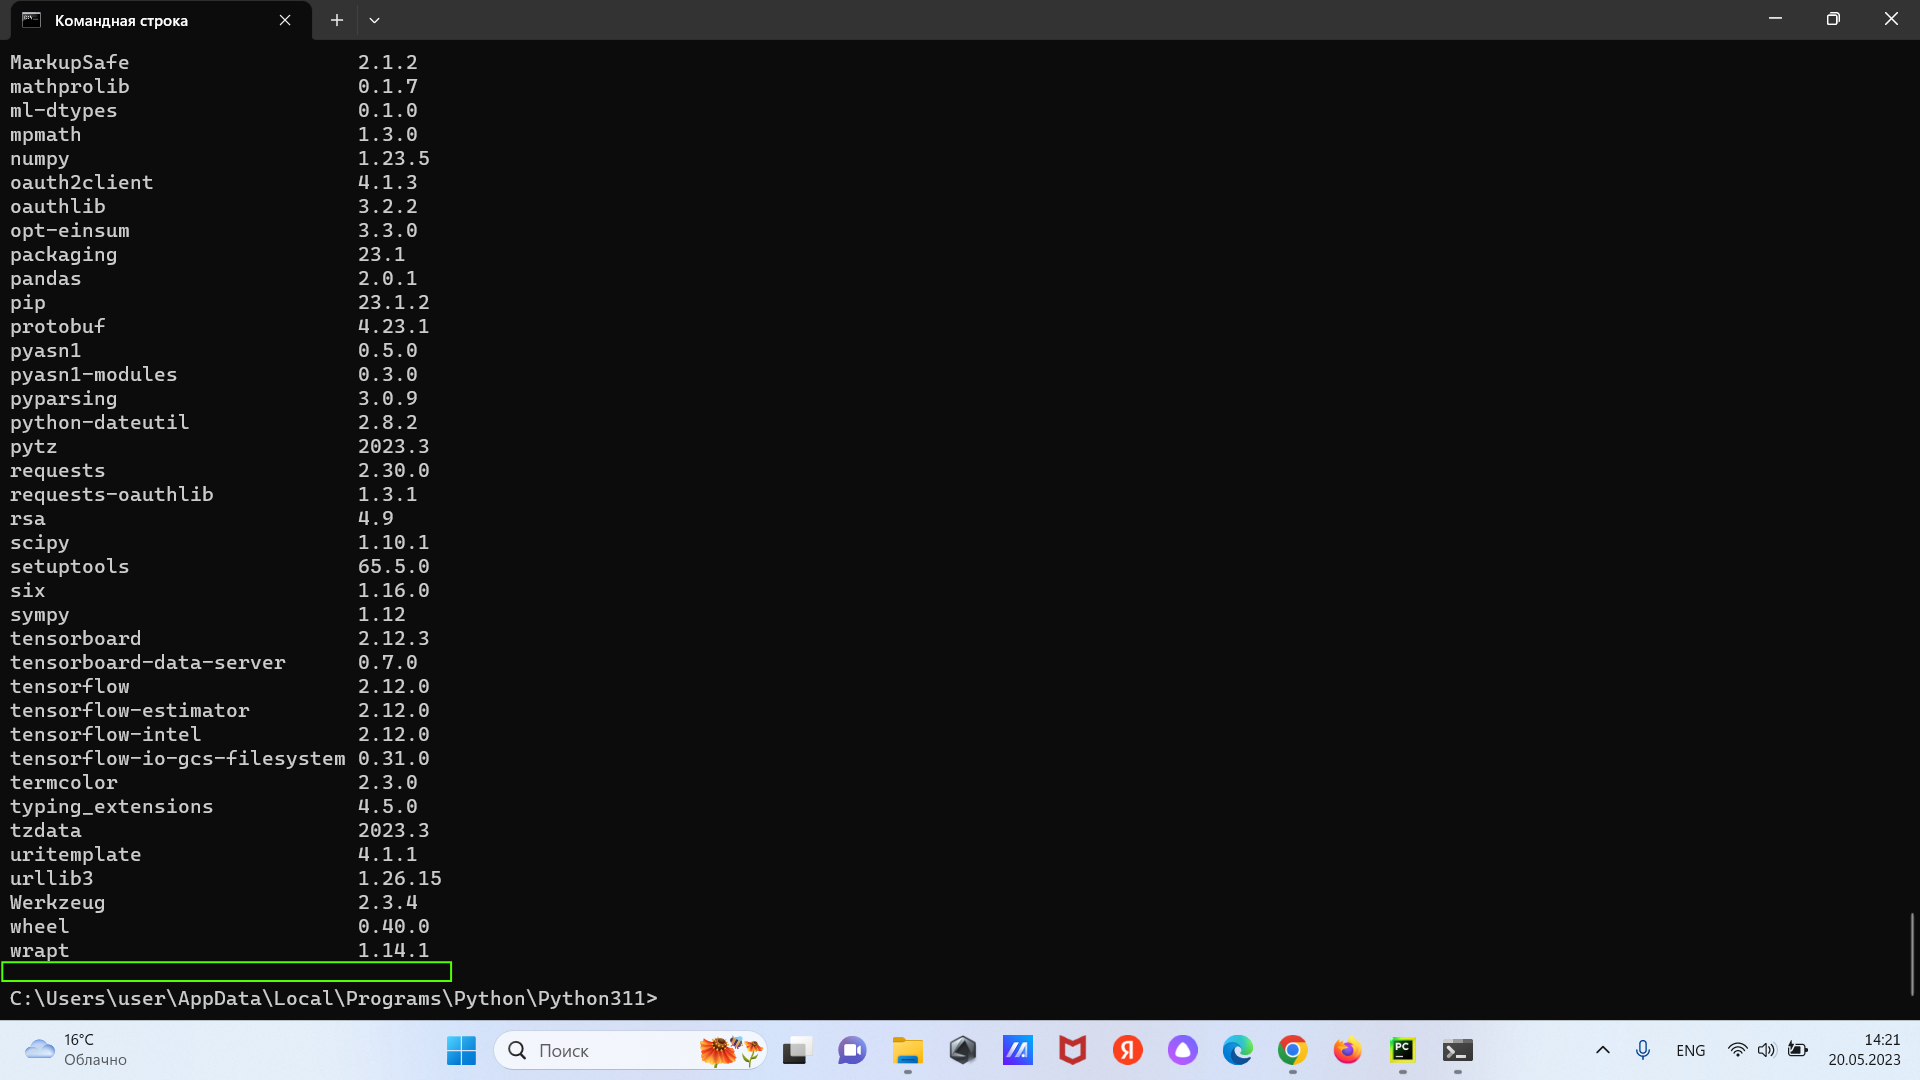 Командная строка
MarkupSafe 2.1.2
mathprolib 0.1.7
ml-dtypes 0.1.0
mpmath 1.3.0
numpy 1.23.5
oauth2client 4.1.3
oauthlib 3.2.2
opt-einsum 3.3.0
packaging 23.1
pandas 2.0.1
pip 23.1.2
protobuf 4.23.1
pyasn1 0.5.0
pyasn1-modules 0.3.0
pyparsing 3.0.9
python-dateutil 2.8.2
pytz 2023.3
requests 2.30.0
requests-oauthlib 1.3.1
rsa 4.9
scipy 1.10.1
setuptools 65.5.0
six 1.16.0
sympy 1.12
tensorboard 2.12.3
tensorboard-data-server 0.7.0
tensorflow 2.12.0
tensorflow-estimator 2.12.0
tensorflow-intel 2.12.0
tensorflow-io-gcs-filesystem 0.31.0
termcolor 2.3.0
typing_extensions 4.5.0
tzdata 2023.3
uritemplate 4.1.1
urllib3 1.26.15
Werkzeug 2.3.4
wheel 0.40.0
wrapt 1.14.1
C:\Users\user\AppData\Local\Programs\Python\Python311>
16°C
Облачно
Поиск
Я
PC
ENG
14:21
20.05.2023